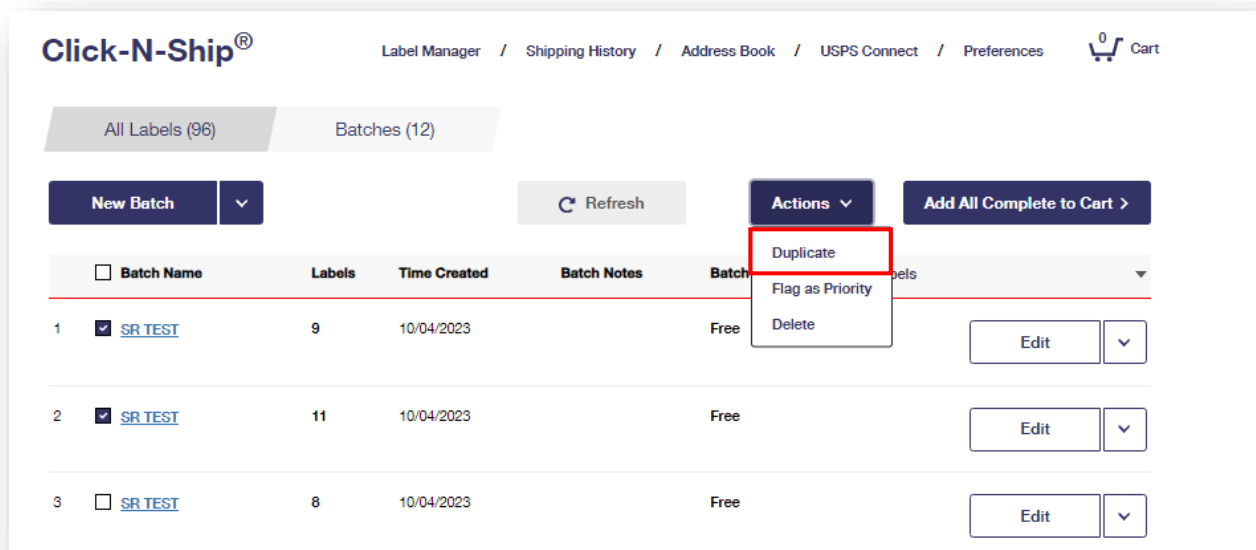 Click-N-Ship®
Label Manager / Shipping History / Address Book / USPS Connect / Preferences 0 Cart
All Labels (96) Batches (12)
New Batch Refresh Actions Add All Complete to Cart
Duplicate
Batch Name Labels Time Created Batch Notes Batch
Flag as Priority
Delete
1 SR TEST 9 10/04/2023 Free Edit
2 SR TEST 11 10/04/2023 Free Edit
3 SR TEST 8 10/04/2023 Free Edit